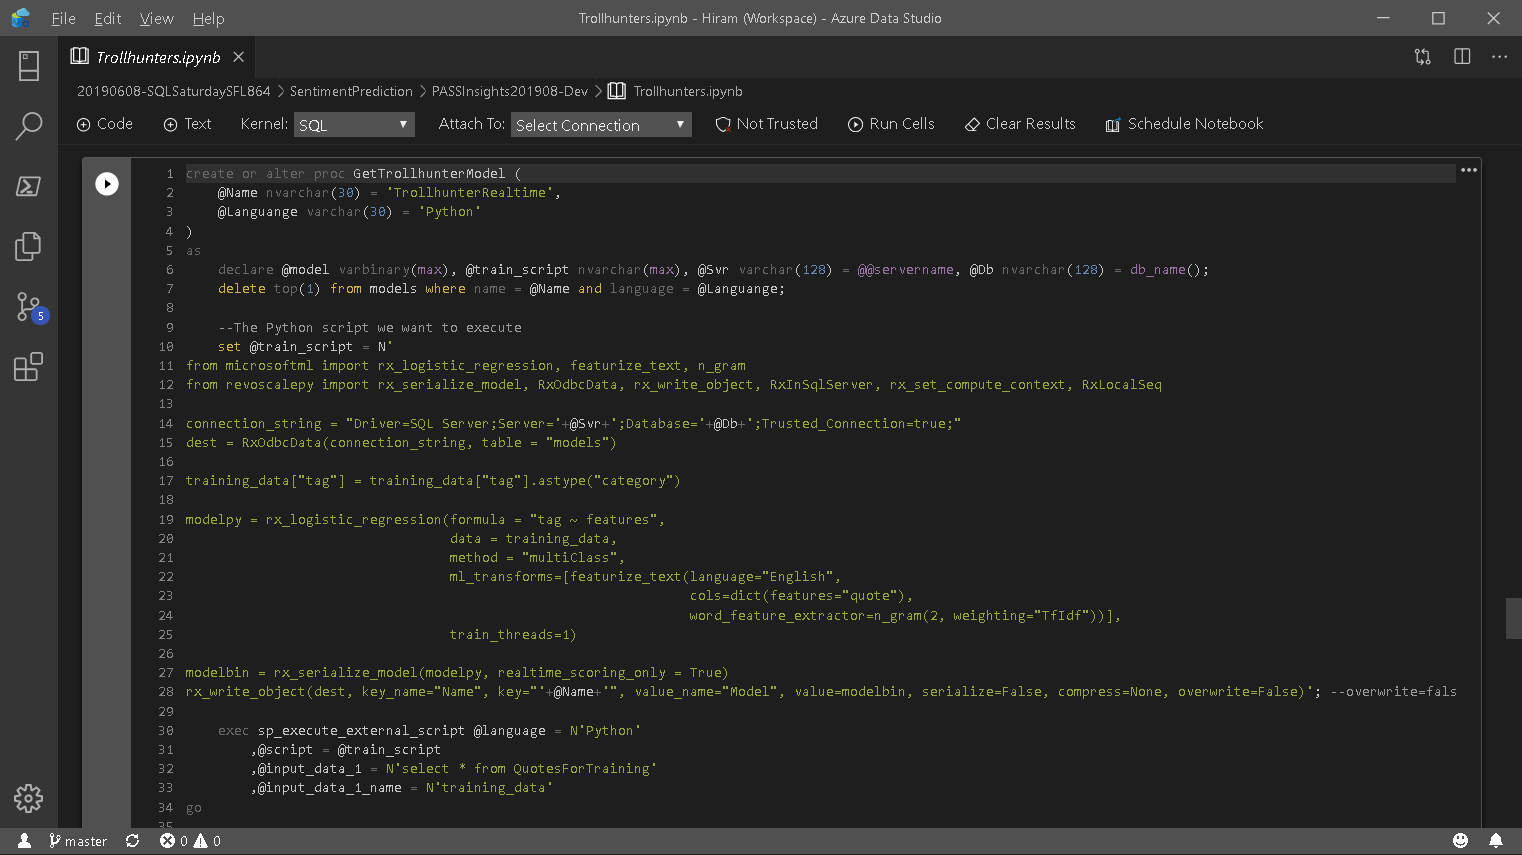 File Edit View Help
Trollhunters.ipynb - Hiram (Workspace) - Azure Data Studio
Trollhunters.ipynb
20190608-SQLSaturdaySFL864 > SentimentPrediction > PASSInsights201908-Dev > Trollhunters.ipynb
Code Text Kernel: SQL Attach To: Select Connection Not Trusted Run Cells Clear Results Schedule Notebook
1 create or alter proc GetTrollhunterModel (
2 @Name nvarchar(30) = 'TrollhunterRealtime',
3 @Languange varchar(30) = 'Python'
4 )
5 as
6 declare @model varbinary(max), @train_script nvarchar(max), @Svr varchar(128) = @@servername, @Db nvarchar(128) = db_name();
7 delete top(1) from models where name = @Name and language = @Languange;
8
9 --The Python script we want to execute
10 set @train_script = N'
11 from microsoftml import rx_logistic_regression, featurize_text, n_gram
12 from revoscalepy import rx_serialize_model, RxOdbcData, rx_write_object, RxInSqlServer, rx_set_compute_context, RxLocalSeq
13
14 connection_string = "Driver=SQL Server;Server='+@Svr+';Database='+@Db+';Trusted_Connection=true;"
15 dest = RxOdbcData(connection_string, table = "models")
16
17 training_data["tag"] = training_data["tag"].astype("category")
18
19 modelpy = rx_logistic_regression(formula = "tag ~ features",
20 data = training_data,
21 method = "multiClass",
22 ml_transforms=[featurize_text(language="English",
23 cols=dict(features="quote"),
24 word_feature_extractor=n_gram(2, weighting="TfIdf"))],
25 train_threads=1)
26
27 modelbin = rx_serialize_model(modelpy, realtime_scoring_only = True)
28 rx_write_object(dest, key_name="Name", key="'+@Name+'", value_name="Model", value=modelbin, serialize=False, compress=None, overwrite=False)'; --overwrite=fals
29
30 exec sp_execute_external_script @language = N'Python'
31 ,@script = @train_script
32 ,@input_data_1 = N'select * from QuotesForTraining'
33 ,@input_data_1_name = N'training_data'
34 go
35
5
master 0 0